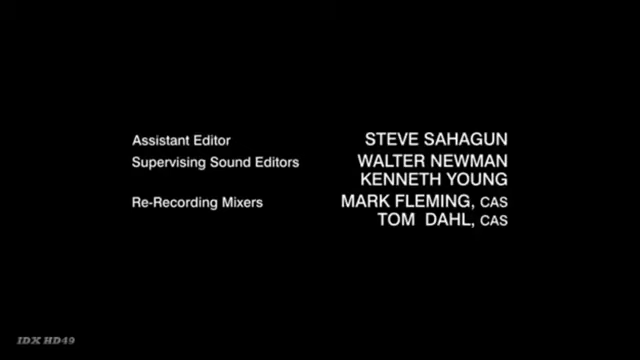 Assistant Editor STEVE SAHAGUN
Supervising Sound Editors WALTER NEWMAN
KENNETH YOUNG
Re-Recording Mixers MARK FLEMING, CAS
TOM DAHL, CAS
IDX HD49